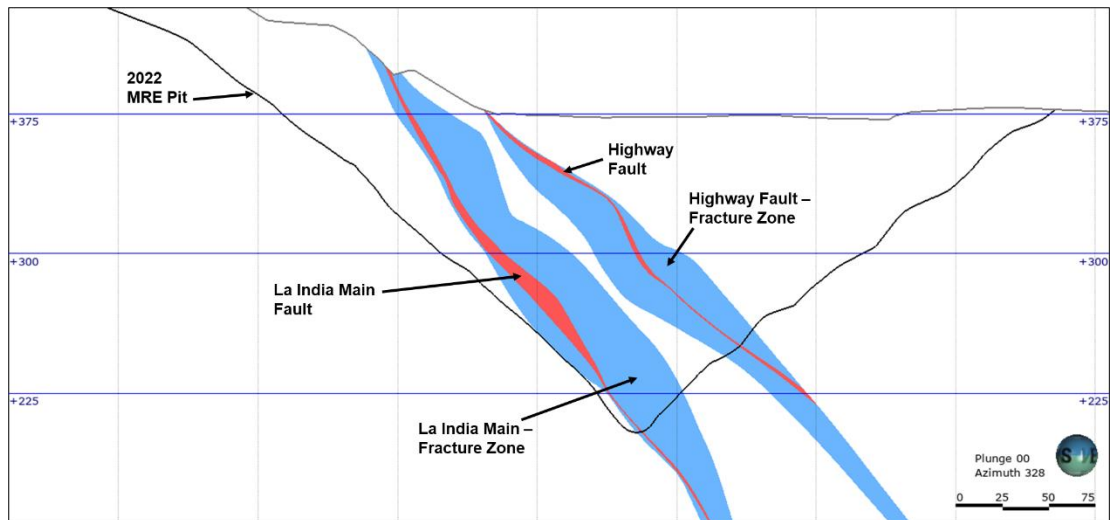 2022
MRE Pit
+375
+375
Highway
Fault
Highway Fault –
Fracture Zone
+300
+300
La India Main
Fault
+225
+225
La India Main –
Fracture Zone
Plunge 00
Azimuth 328
0 25 50 75